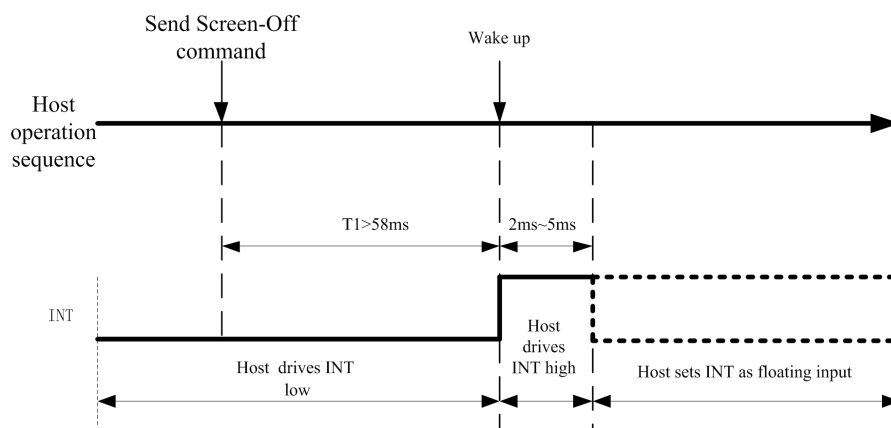 Send Screen-Off
command
Wake up
Host
operation
sequence
T1>58ms
2ms~5ms
INT
Host drives INT
low
Host
drives
INT high
Host sets INT as floating input